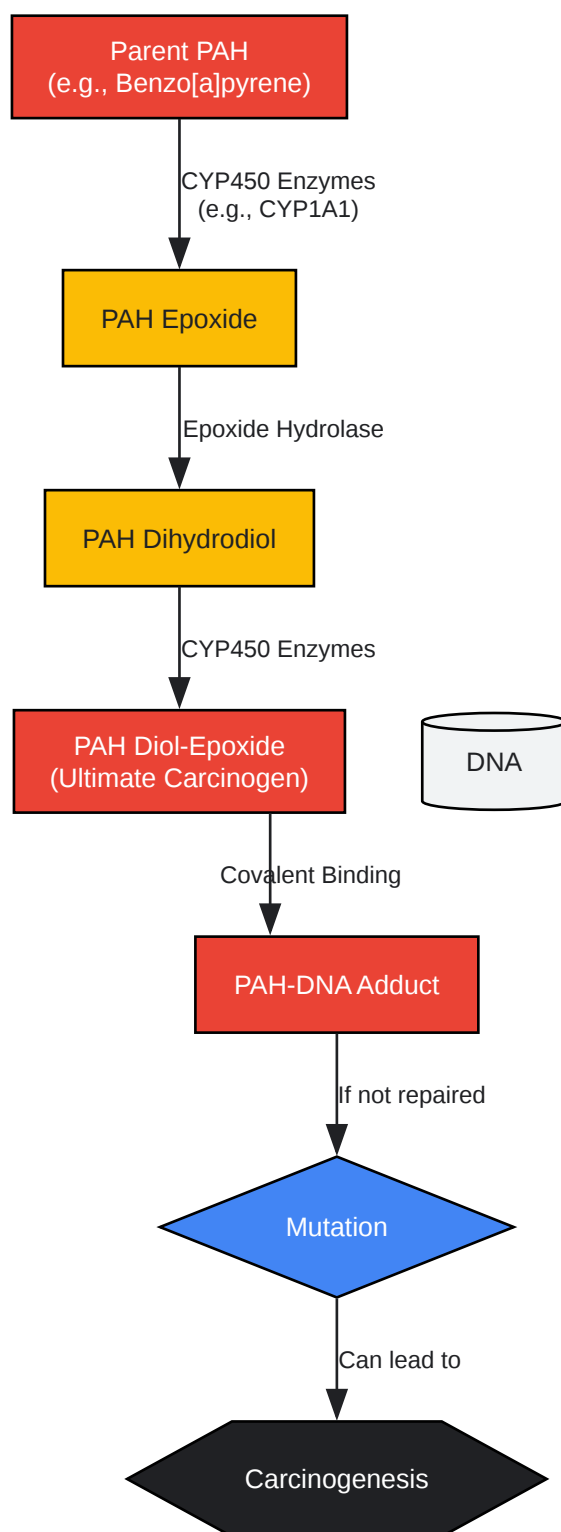 Parent PAH
(e.g., Benzo[a]pyrene)
CYP450 Enzymes
(e.g., CYP1A1)
PAH Epoxide
Epoxide Hydrolase
PAH Dihydrodiol
CYP450 Enzymes
PAH Diol-Epoxide
(Ultimate Carcinogen)
DNA
Covalent Binding
PAH-DNA Adduct
If not repaired
Mutation
Can lead to
Carcinogenesis